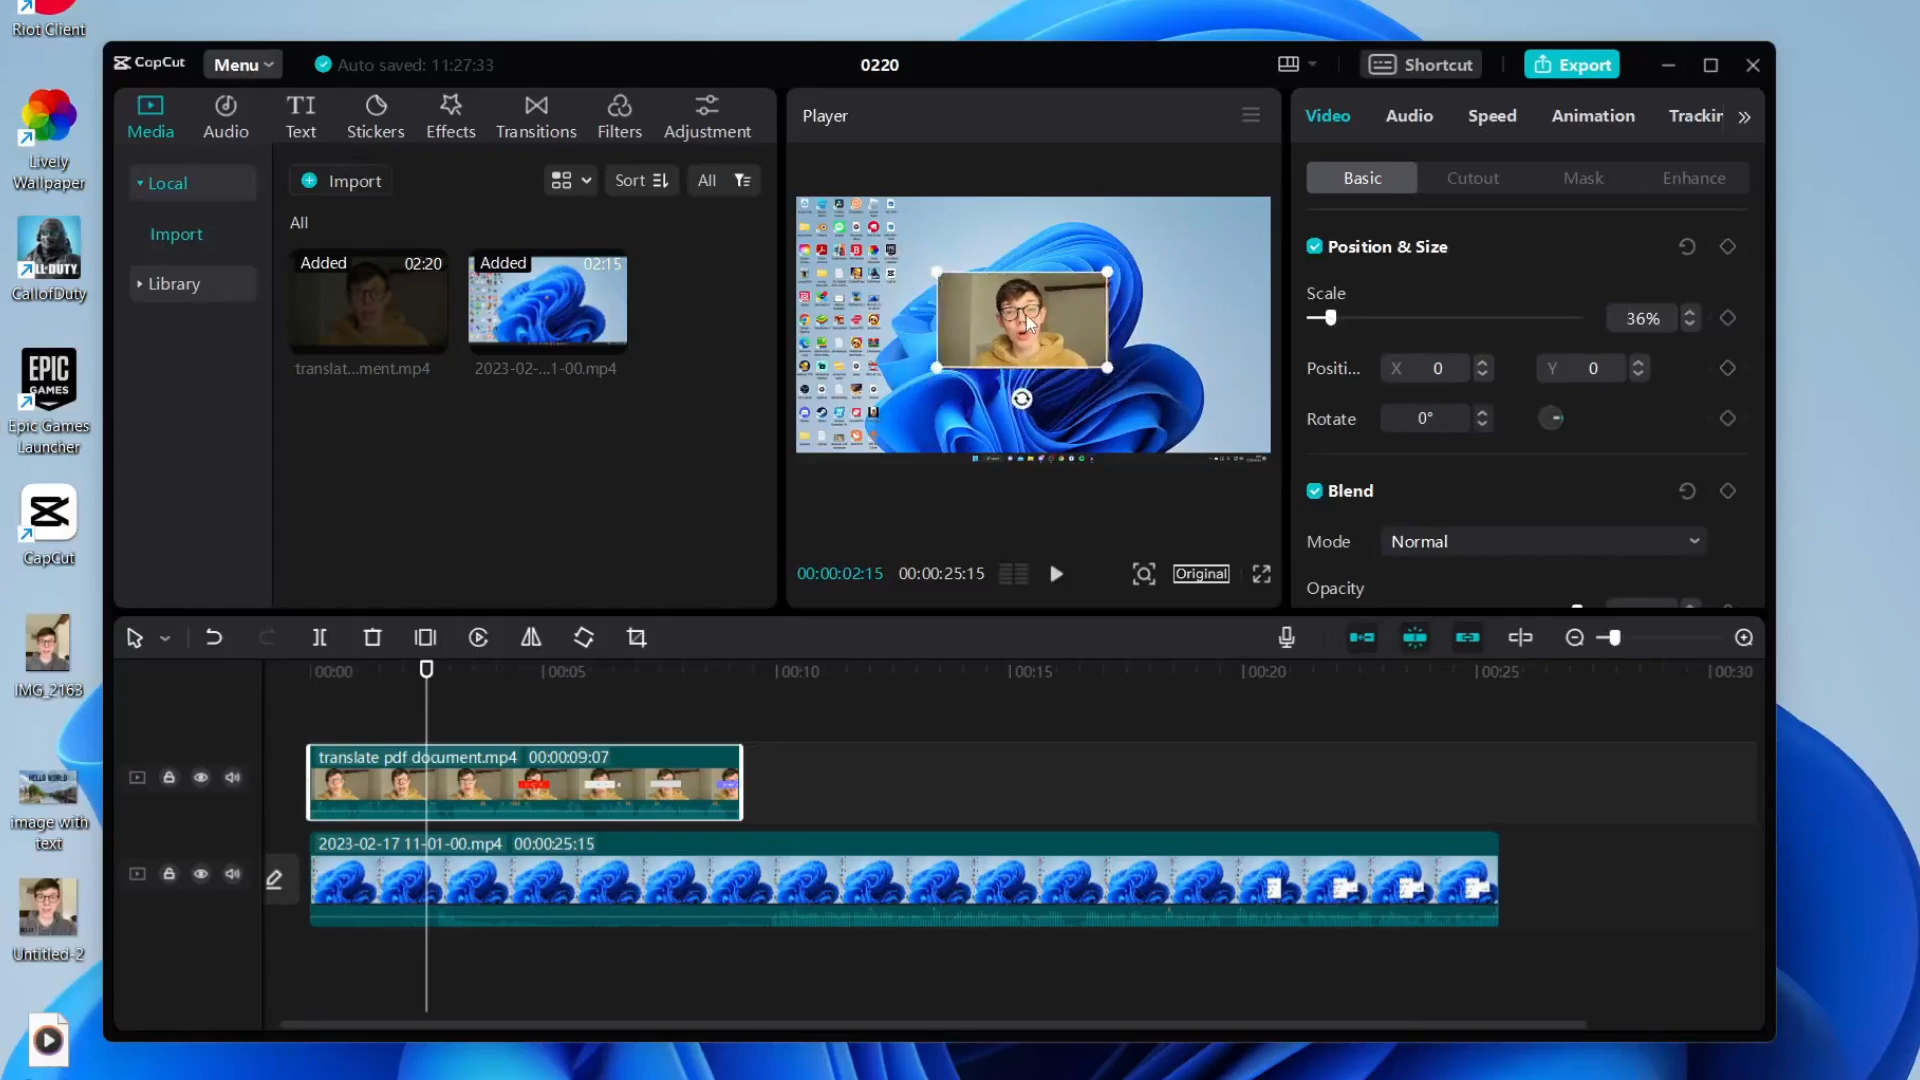 Riot Client
Lively
Wallpaper
CallofDuty
EPIC
GAMES
Epic Games
Launcher
CapCut
IMG_2163
HELLO WORLD
image with
text
Untitled-2
CapCut
Menu
Auto saved: 11:27:33
0220
Shortcut
Export
Media
Audio
TI
Text
Stickers
Effects
Transitions
Filters
Adjustment
Local
Import
Library
Import
Sort
All
All
Added
02:20
translat...ment.mp4
Added
02:15
2023-02-...1-00.mp4
Player
00:00:02:15
00:00:25:15
Original
Video
Audio
Speed
Animation
Trackin
Basic
Cutout
Mask
Enhance
Position & Size
Scale
36%
Positi...
X 0
Y 0
Rotate
0°
Blend
Mode
Normal
Opacity
00:00
00:05
00:10
00:15
00:20
00:25
00:30
translate pdf document.mp4 00:00:09:07
2023-02-17 11-01-00.mp4 00:00:25:15